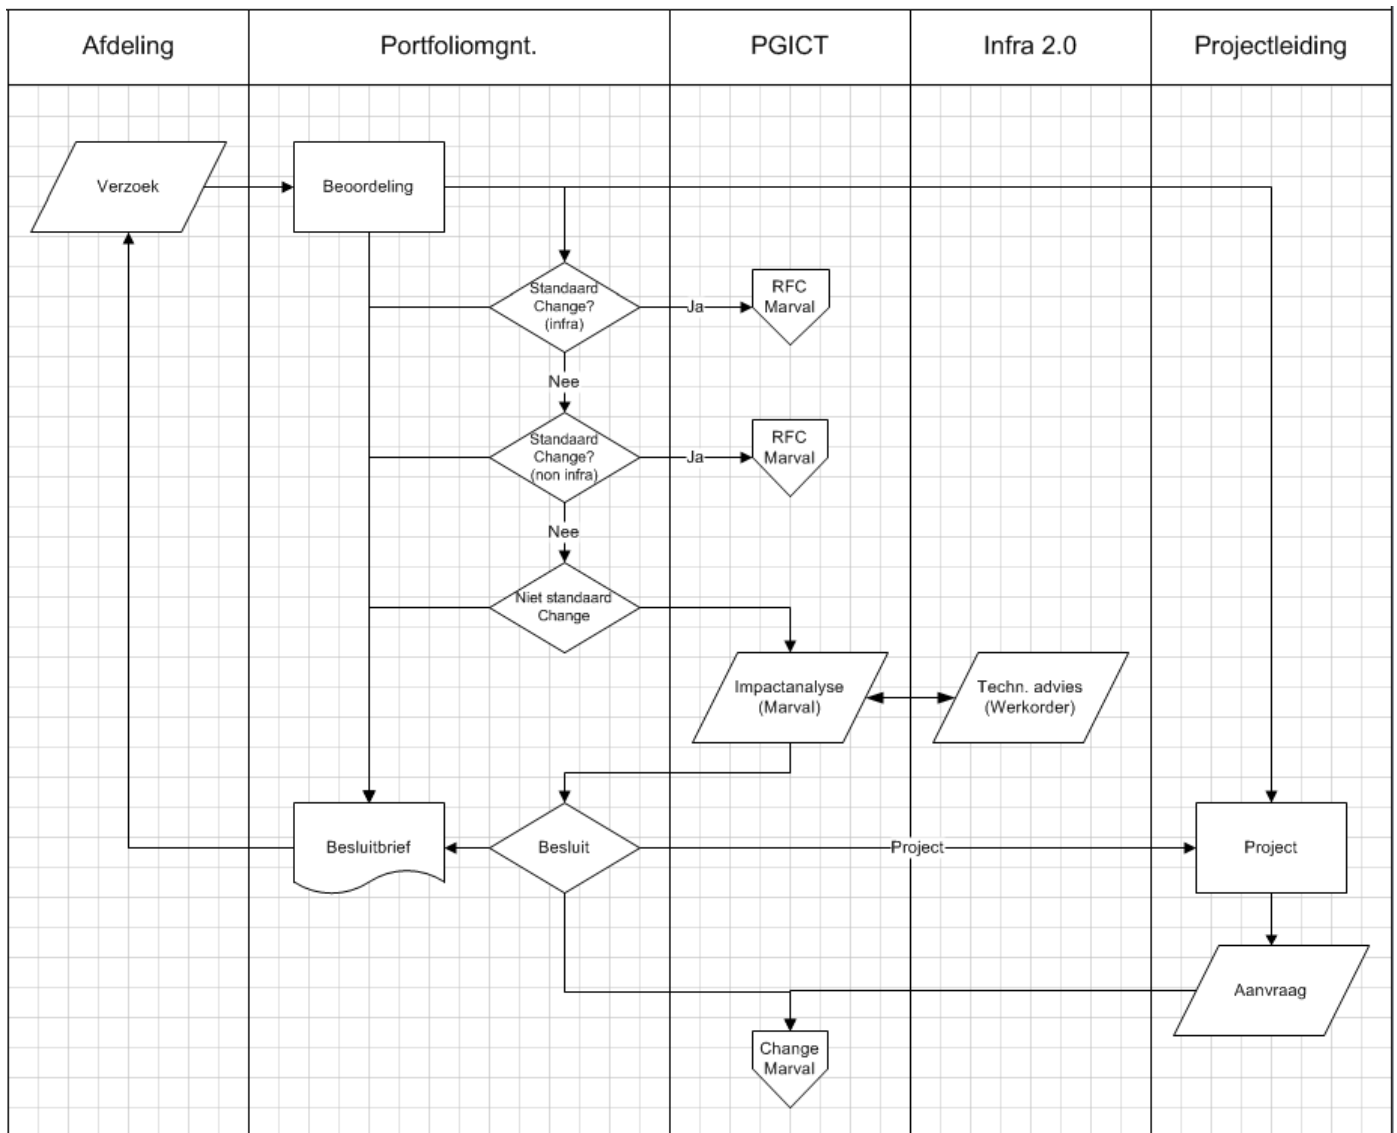 Afdeling
Portfoliomgnt.
PGICT
Infra 2.0
Projectleiding
Verzoek
Beoordeling
Standaard
Change?
(infra)
Ja
RFC
Marval
Nee
Standaard
Change?
(non infra)
Ja
RFC
Marval
Nee
Niet standaard
Change
Impactanalyse
(Marval)
Techn. advies
(Werkorder)
Besluitbrief
Besluit
Project
Project
Aanvraag
Change
Marval